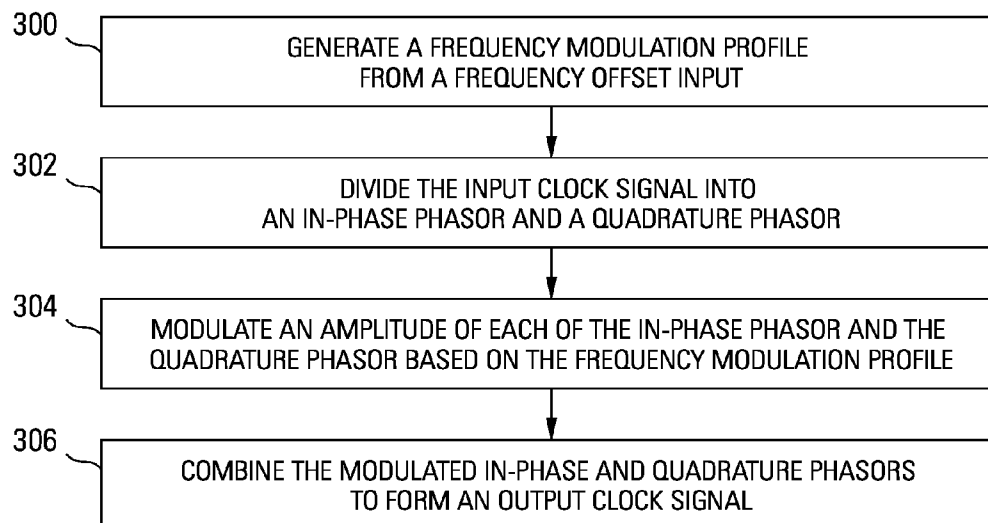 300
GENERATE A FREQUENCY MODULATION PROFILE
FROM A FREQUENCY OFFSET INPUT
302
DIVIDE THE INPUT CLOCK SIGNAL INTO
AN IN-PHASE PHASOR AND A QUADRATURE PHASOR
304
MODULATE AN AMPLITUDE OF EACH OF THE IN-PHASE PHASOR AND THE
QUADRATURE PHASOR BASED ON THE FREQUENCY MODULATION PROFILE
306
COMBINE THE MODULATED IN-PHASE AND QUADRATURE PHASORS
TO FORM AN OUTPUT CLOCK SIGNAL